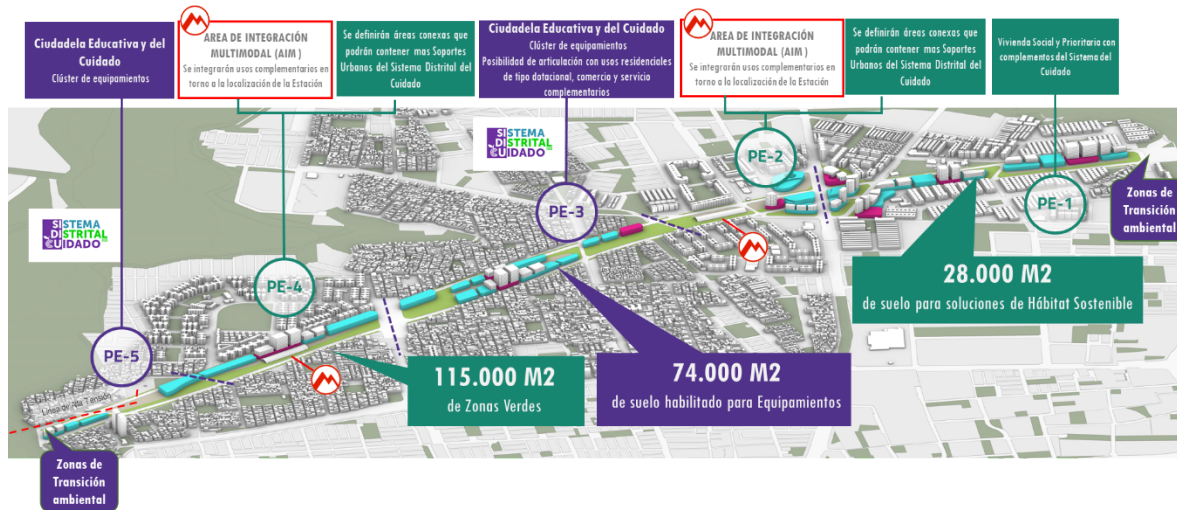 Ciudadela Educativa y del
Cuidado
Clúster de equipamientos
AREA DE INTEGRACIÓN
MULTIMODAL (AIM )
Se integrarán usos complementarios en
torno a la localización de la Estación
Se definirán áreas conexas que
podrán contener mas Soportes
Urbanos del Sistema Distrital del
Cuidado
Ciudadela Educativa y del Cuidado
Clúster de equipamientos
Posibilidad de articulación con usos residenciales
de tipo dotacional, comercio y servicio
complementarios
AREA DE INTEGRACIÓN
MULTIMODAL (AIM )
Se integrarán usos complementarios en
torno a la localización de la Estación
Se definirán áreas conexas que
podrán contener mas Soportes
Urbanos del Sistema Distrital del
Cuidado
Vivienda Social y Prioritaria con
complementos del Sistema del
Cuidado
SISTEMA
DISTRITAL DE
CUIDADO
SISTEMA
DISTRITAL DE
CUIDADO
PE-5
PE-4
PE-3
PE-2
PE-1
Zonas de
Transición
ambiental
28.000 M2
de suelo para soluciones de Hábitat Sostenible
74.000 M2
de suelo habilitado para Equipamientos
115.000 M2
de Zonas Verdes
Línea de Alta Tensión
Zonas de
Transición
ambiental